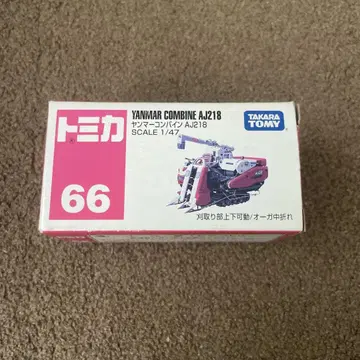 トミカ
66
YANMAR COMBINE AJ218
ヤンマーコンバイン AJ218
SCALE 1/47
TAKARA
TOMY
刈取り部上下可動/オーガ中折れ